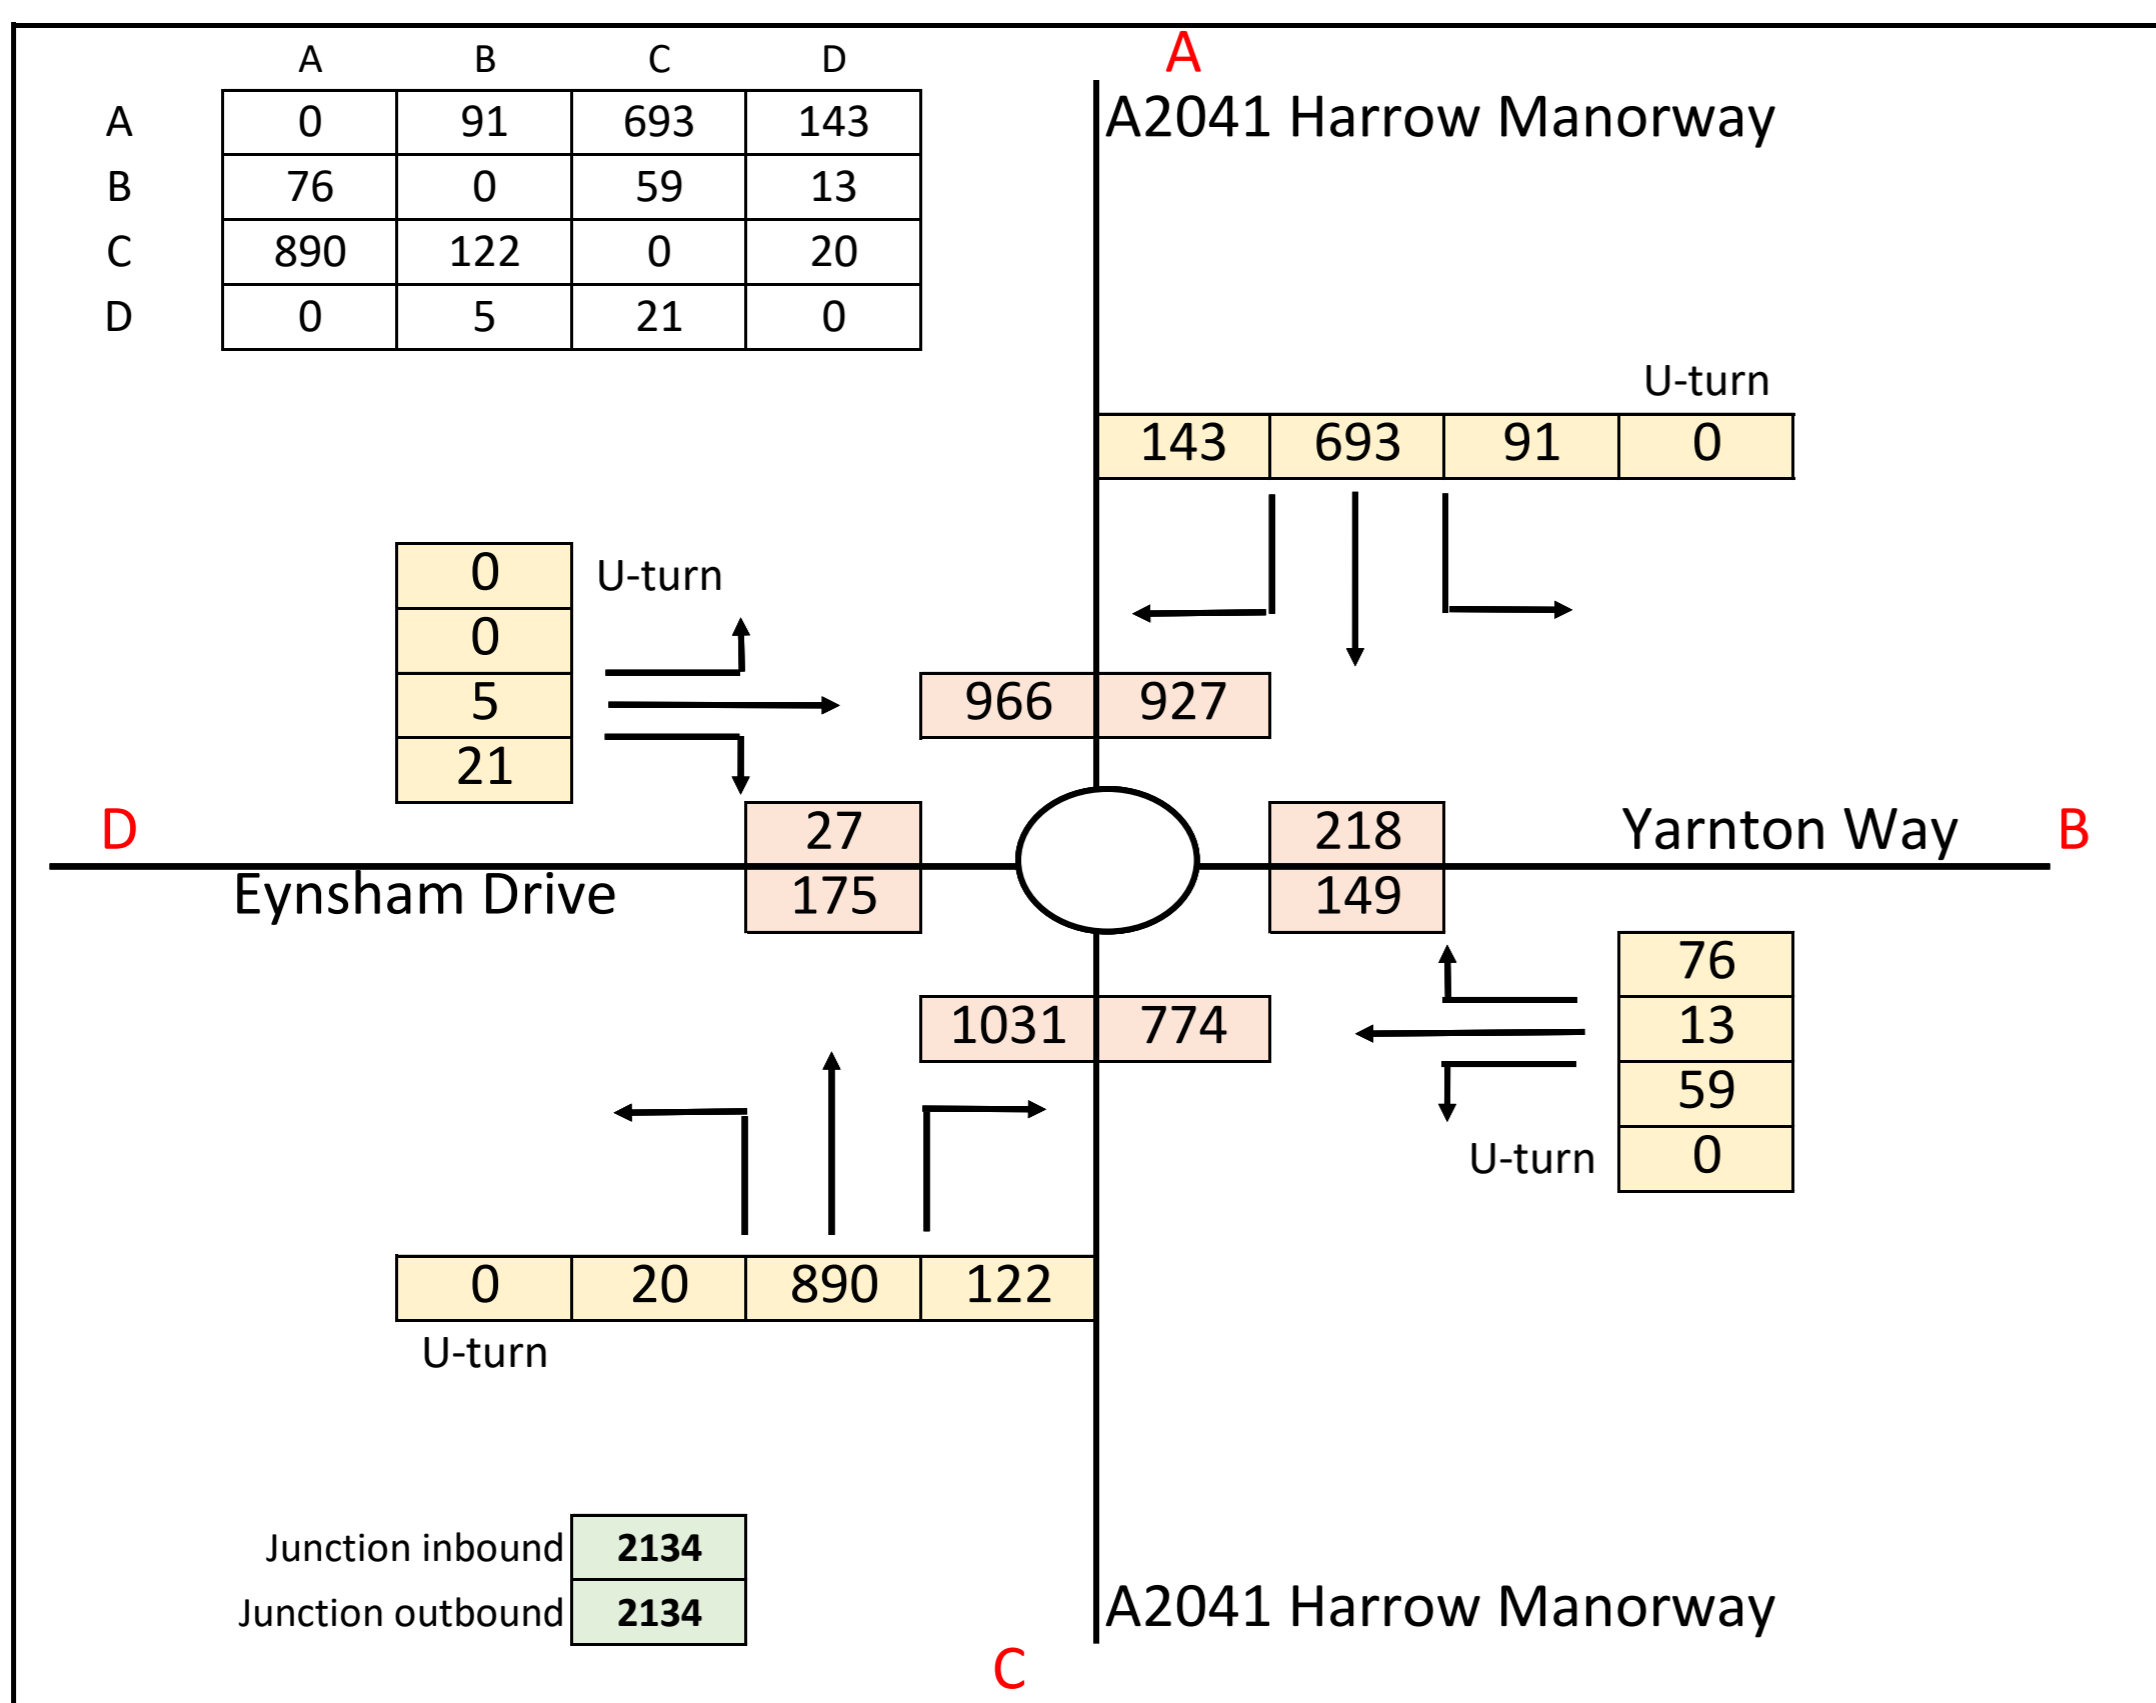 A
A B C D
A 0 91 693 143
A2041 Harrow Manorway
B 76 0 59 13
C 890 122 0 20
D 0 5 21 0
U-turn
143 693 91 0
0 U-turn
0
5
21
966 927
D
27
218
Yarnton Way B
Eynsham Drive
175
149
76
13
59
U-turn 0
1031 774
0 20 890 122
U-turn
Junction inbound 2134
Junction outbound 2134
A2041 Harrow Manorway
C